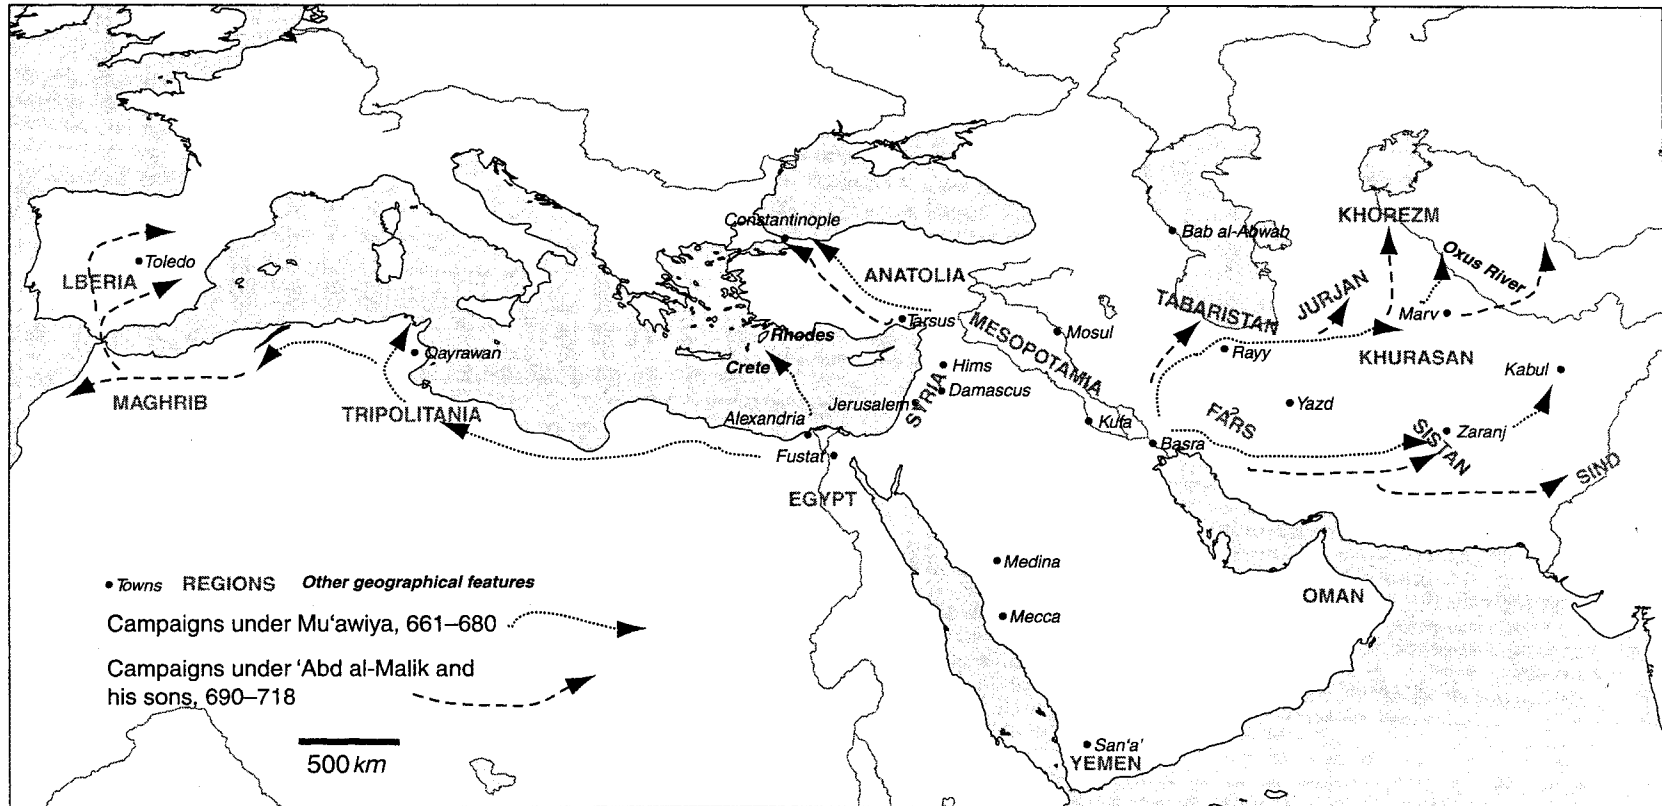 Constantinople
Bab al-Abwab
KHOREZM
Toledo
LBERIA
ANATOLIA
Oxus River
TABARISTAN
JURJAN
Marv
Tarsus
MESOPOTAMIA
Mosul
Rhodes
Qayrawan
Rayy
KHURASAN
Crete
Hims
Kabul
MAGHRIB
TRIPOLITANIA
Jerusalem
SYRIA
Damascus
Yazd
Alexandria
Kufa
FARS
SISTAN
Zaranj
Fustat
Basra
SIND
EGYPT
Medina
Towns REGIONS Other geographical features
OMAN
Mecca
Campaigns under Mu‘awiya, 661–680
Campaigns under ‘Abd al-Malik and
his sons, 690–718
San‘a’
YEMEN
500 km